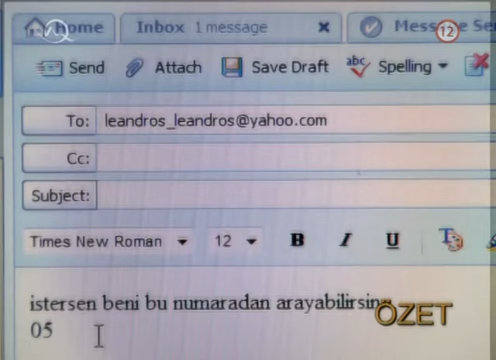 home Inbox 1 message
12
Send Attach Save Draft abc Spelling
To: leandros_leandros@yahoo.com
Cc:
Subject:
Times New Roman 12 B I U T
istersen beni bu numaradan
05
ÖZET